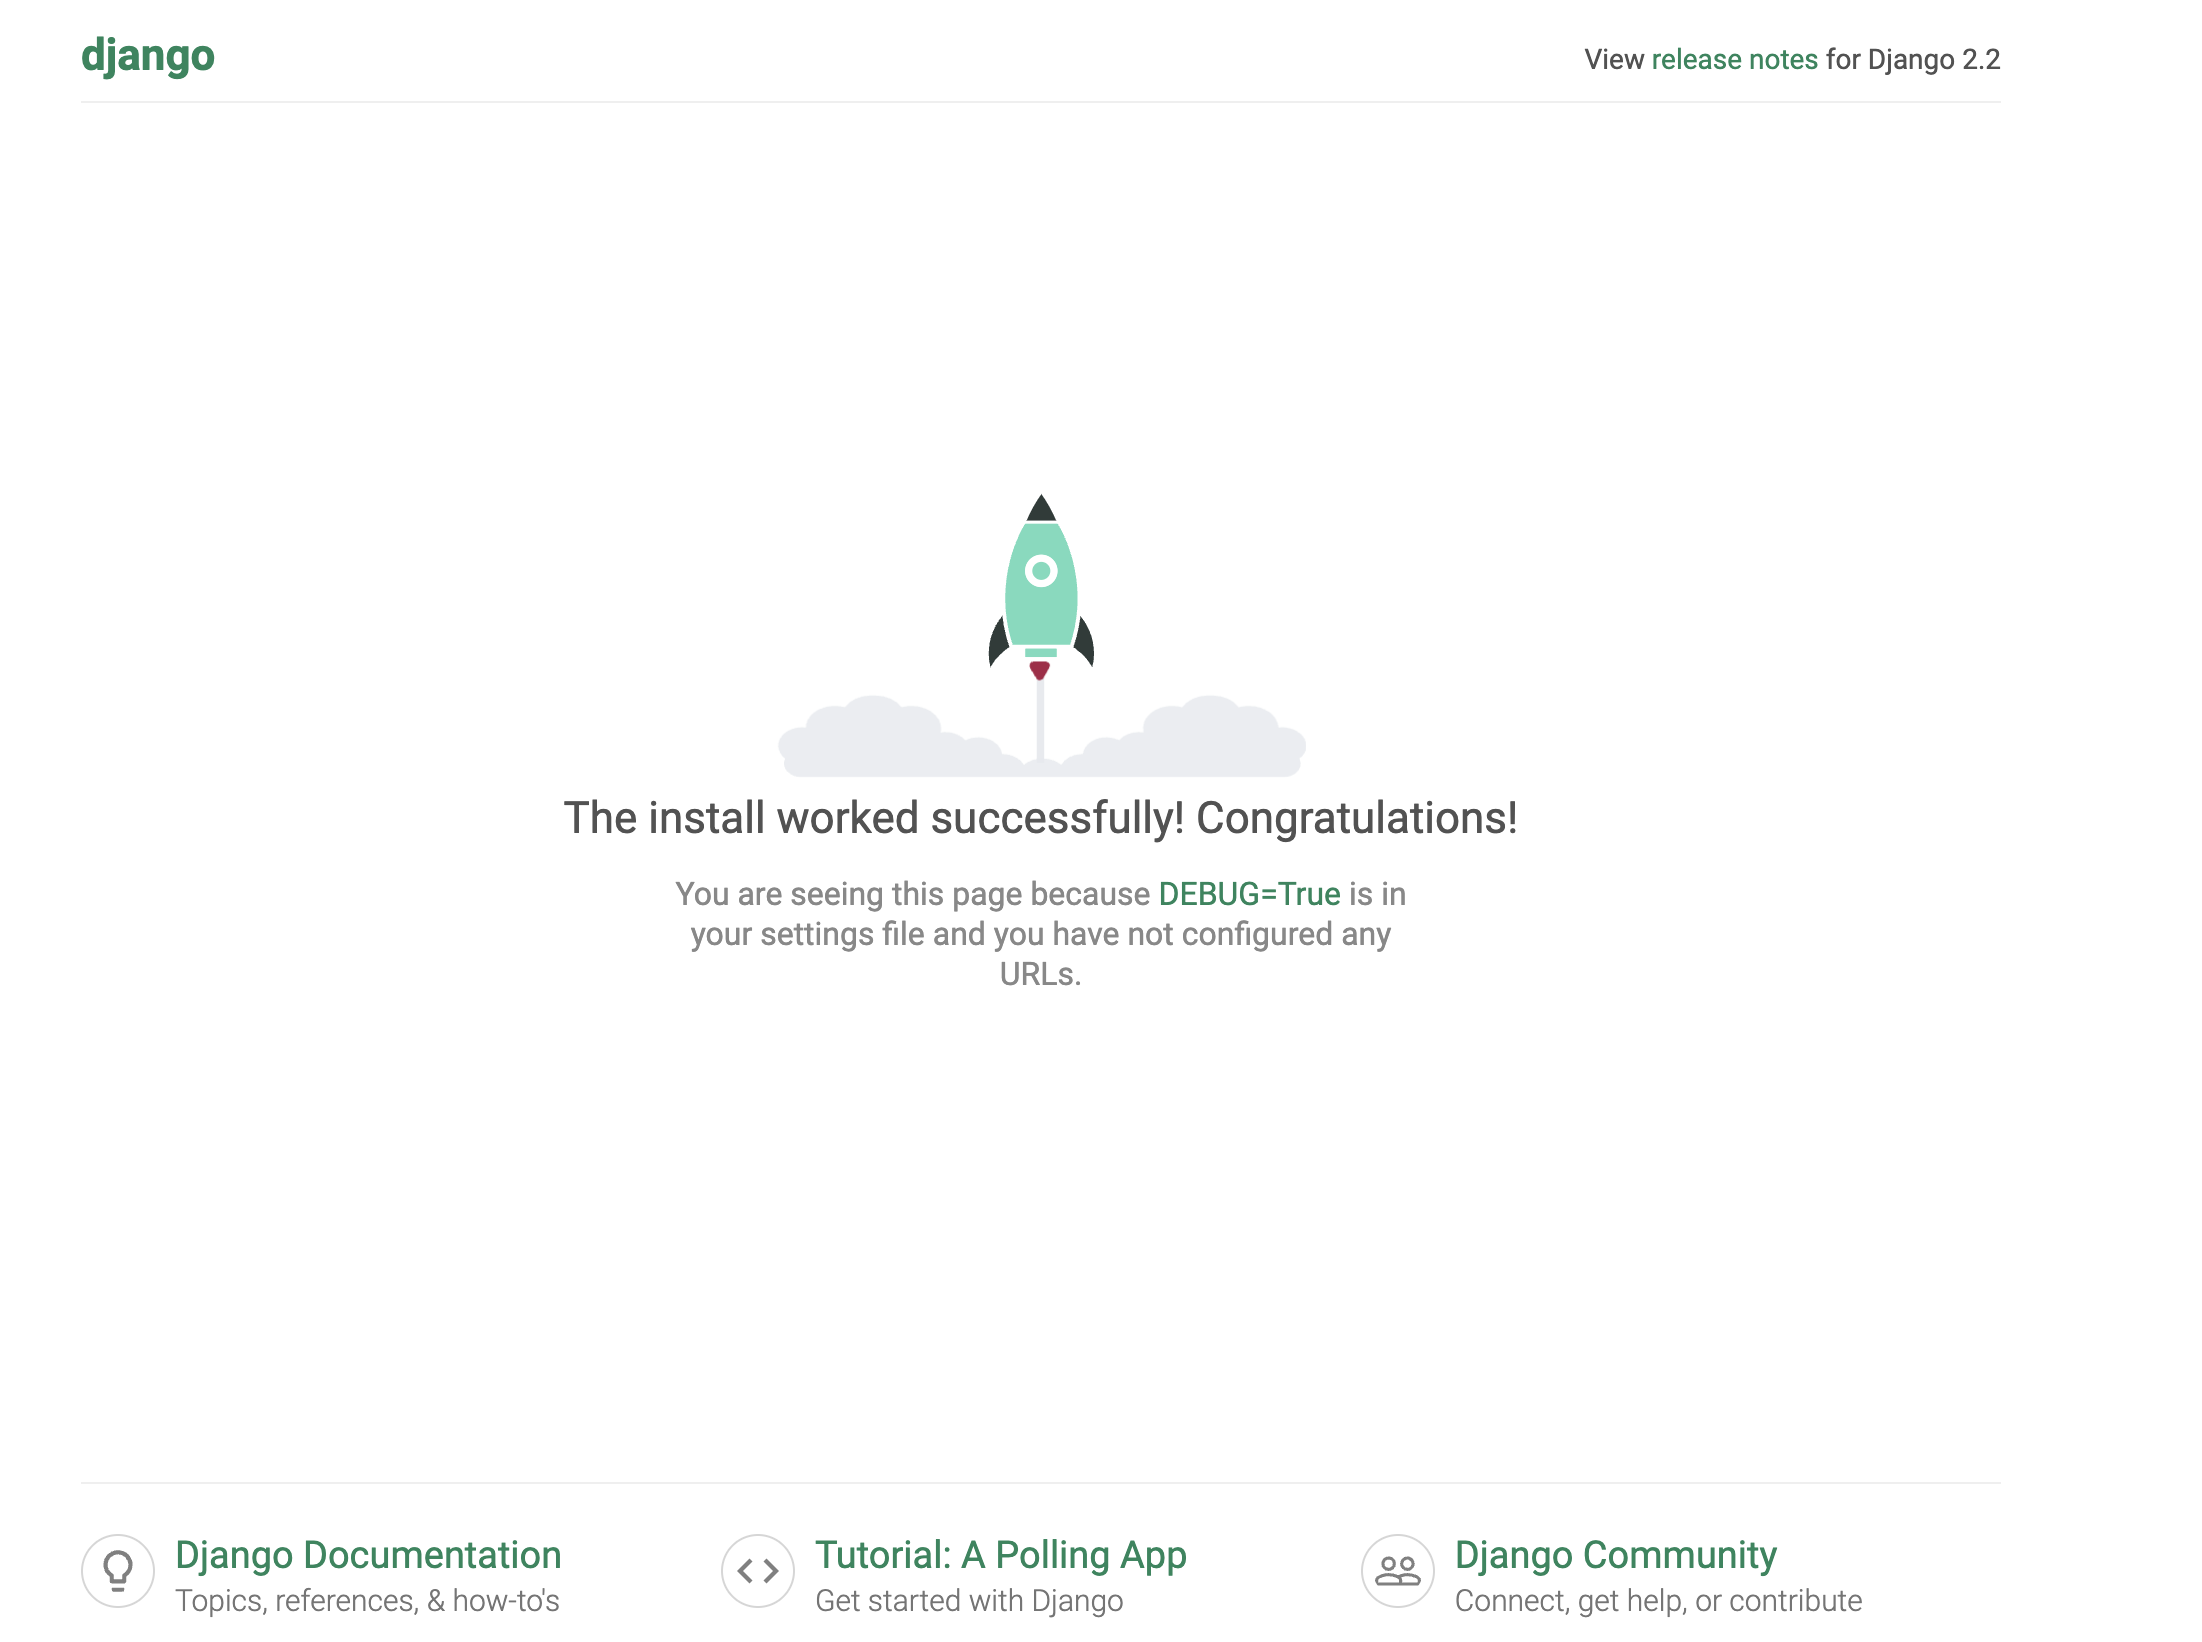 django
View release notes for Django 2.2
The install worked successfully! Congratulations!
You are seeing this page because DEBUG=True is in
your settings file and you have not configured any
URLs.
Django Documentation
Topics, references, & how-to's
Tutorial: A Polling App
Get started with Django
Django Community
Connect, get help, or contribute